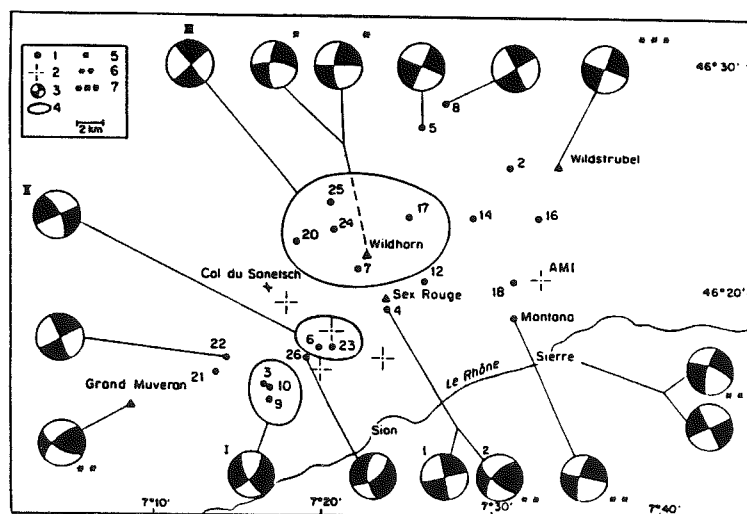 III
* *
* * *
46° 30'
1 5 *
2 6 * *
3 7 * * *
4
2 km
8
5
2
Wildstrubel
II
25
24
17
14
16
20
Wildhorn
7
12
AMI
Col du Sanetsch
18
46° 20'
Sex Rouge
4
Montana
22
6 23
26
21
3
10
9
Grand Muveran
Le Rhône
Sierre
* *
* *
Sion
I
1 2
* *
* *
7° 10'
7° 20'
7° 30'
7° 40'